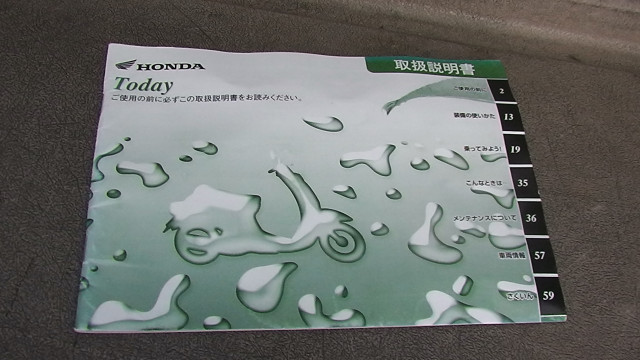 HONDA
取扱説明書
Today
ご使用の前に必ずこの取扱説明書をお読みください。
ご使用の前に 2
装備の使いかた 13
乗ってみよう! 19
こんなときは 35
メンテナンスについて 36
車両情報 57
さくいん 59